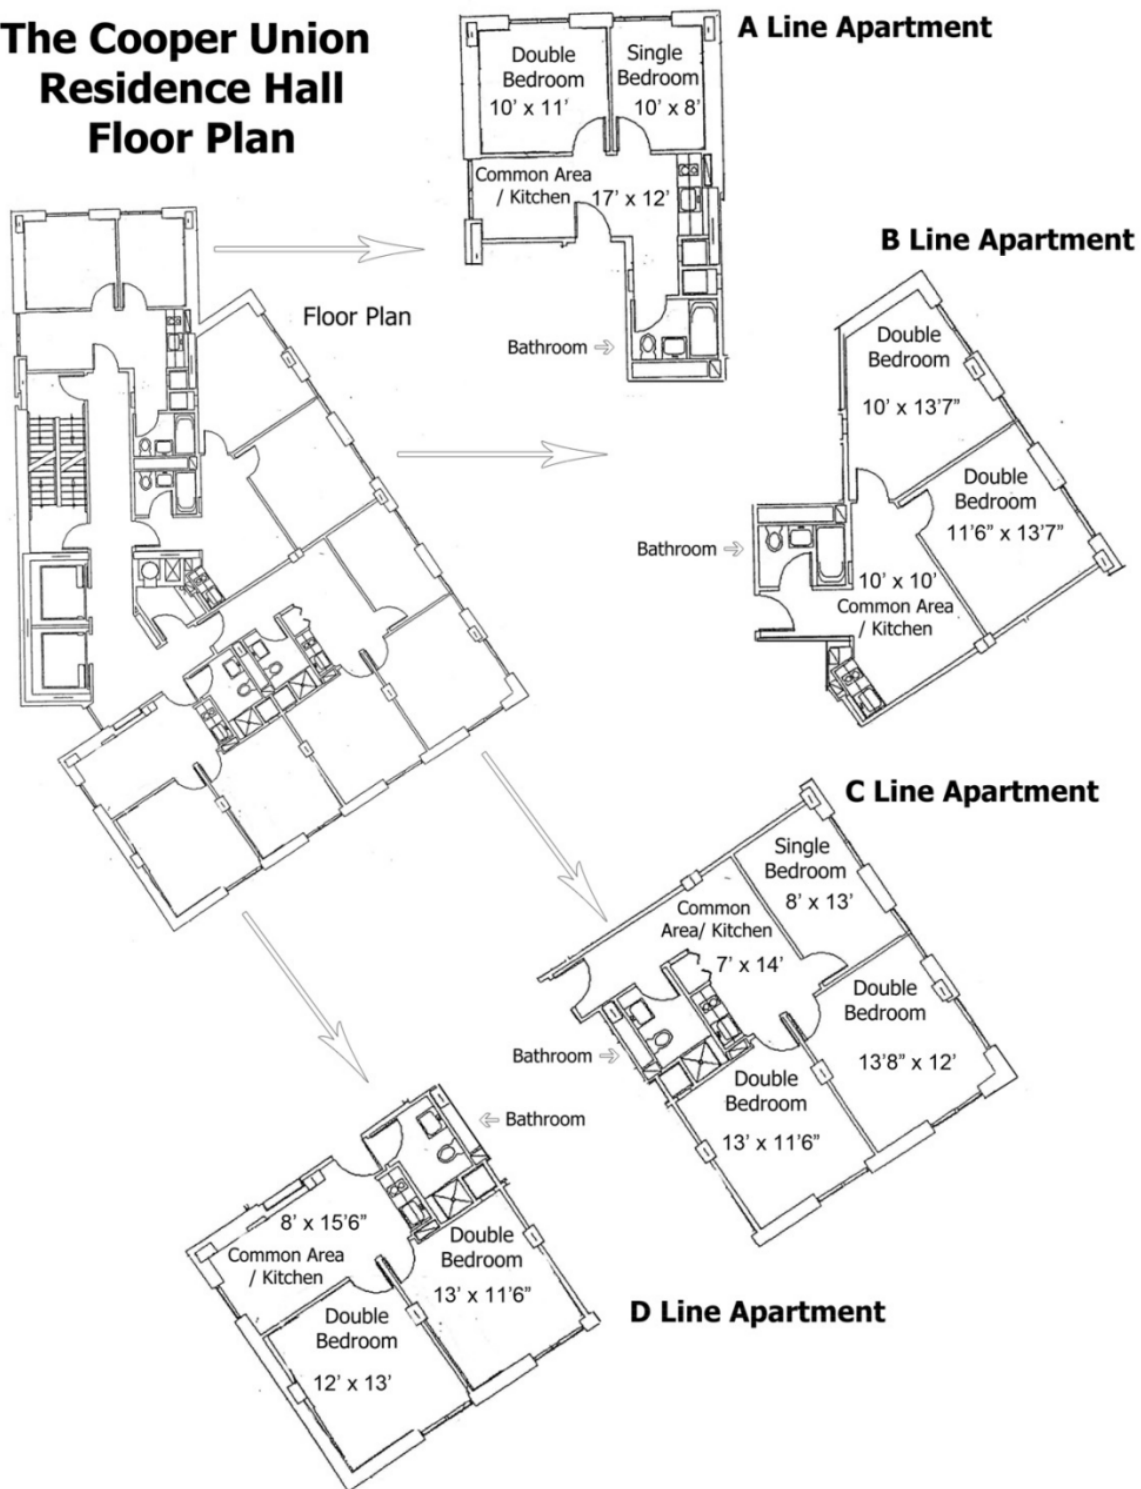 The Cooper Union
Residence Hall
Floor Plan
A Line Apartment
Double
Bedroom
10' x 11'
Single
Bedroom
10' x 8'
Common Area
/ Kitchen
17' x 12'
Bathroom
Floor Plan
B Line Apartment
Double
Bedroom
10' x 13'7"
Double
Bedroom
11'6" x 13'7"
Bathroom
10' x 10'
Common Area
/ Kitchen
C Line Apartment
Single
Bedroom
8' x 13'
Common
Area/ Kitchen
7' x 14'
Double
Bedroom
13'8" x 12'
Bathroom
Double
Bedroom
13' x 11'6"
Bathroom
8' x 15'6"
Common Area
/ Kitchen
Double
Bedroom
13' x 11'6"
Double
Bedroom
12' x 13'
D Line Apartment